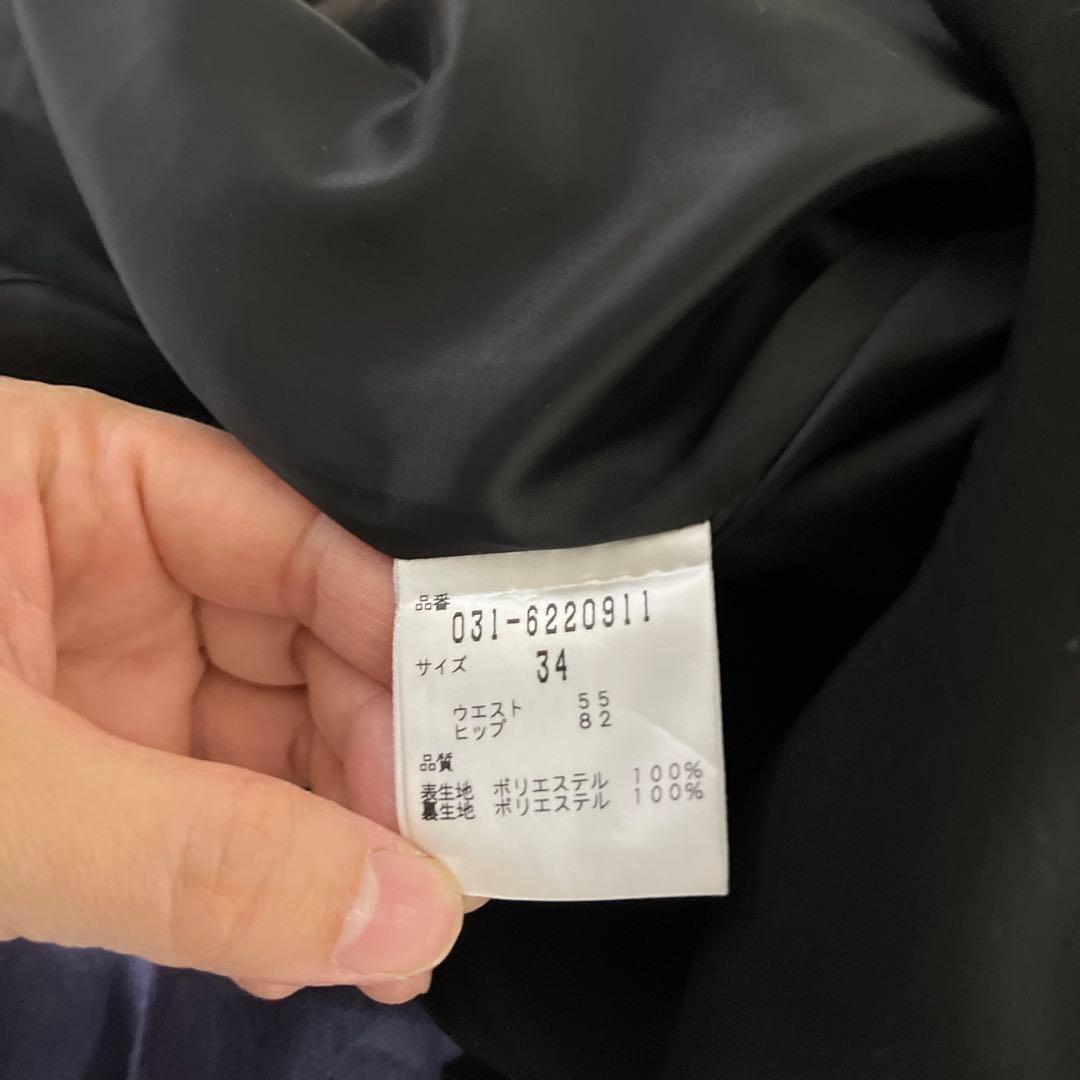 品番
031-6220911
サイズ 34
ウエスト 55
ヒップ 82
品質
表生地 ポリエステル 100%
裏生地 ポリエステル 100%